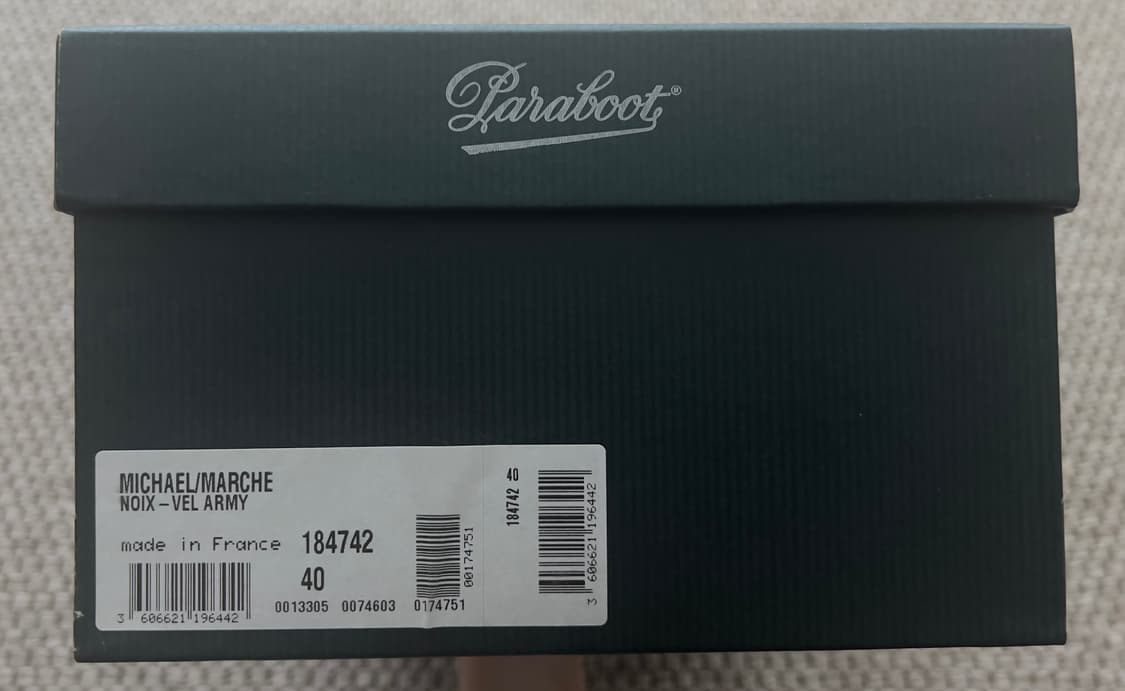 Paraboot®
MICHAEL/MARCHE
NOIX – VEL ARMY
made in France 184742
40
0013305 0074603 0174751
3 606621 196442
00174751
184742 40
3 606621 196442